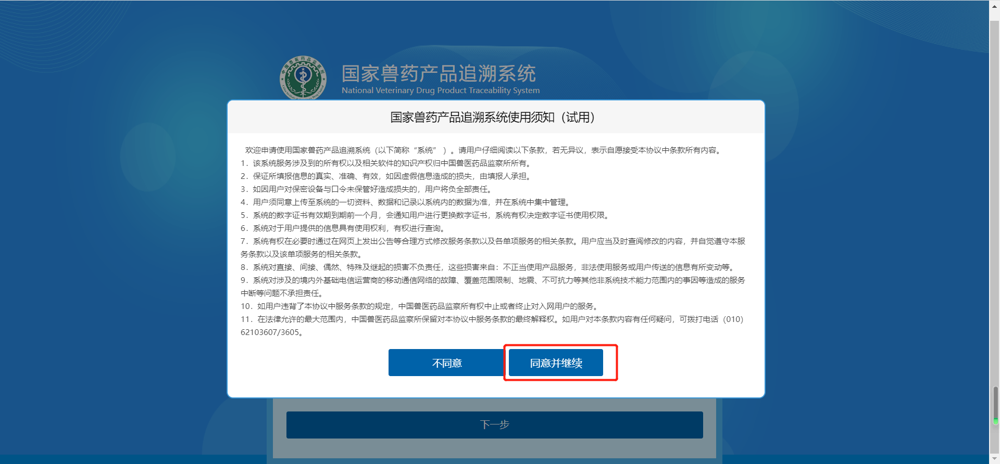 国家兽药产品追溯系统
National Veterinary Drug Product Traceability System
国家兽药产品追溯系统使用须知（试用）
欢迎申请使用国家兽药产品追溯系统（以下简称“系统” ）。请用户仔细阅读以下条款，若无异议，表示自愿接受本协议中条款所有内容。
1．该系统服务涉及到的所有权以及相关软件的知识产权归中国兽医药品监察所所有。
2．保证所填报信息的真实、准确、有效，如因虚假信息造成的损失，由填报人承担。
3．如因用户对保密设备与口令未保管好造成损失的，用户将负全部责任。
4．用户须同意上传至系统的一切资料、数据和记录以系统内的数据为准，并在系统中集中管理。
5．系统的数字证书有效期到期前一个月，会通知用户进行更换数字证书，系统有权决定数字证书使用权限。
6．系统对于用户提供的信息具有使用权利，有权进行查询。
7．系统有权在必要时通过在网页上发出公告等合理方式修改服务条款以及各单项服务的相关条款。用户应当及时查阅修改的内容，并自觉遵守本服
务条款以及该单项服务的相关条款。
8．系统对直接、间接、偶然、特殊及继起的损害不负责任，这些损害来自：不正当使用产品服务，非法使用服务或用户传送的信息有所变动等。
9．系统对涉及的境内外基础电信运营商的移动通信网络的故障、覆盖范围限制、地震、不可抗力等其他非系统技术能力范围内的事因等造成的服务
中断等问题不承担责任。
10．如用户违背了本协议中服务条款的规定，中国兽医药品监察所有权中止或者终止对入网用户的服务。
11．在法律允许的最大范围内，中国兽医药品监察所保留对本协议中服务条款的最终解释权。如用户对本条款内容有任何疑问，可拨打电话（010）
62103607/3605。
不同意
同意并继续
下一步